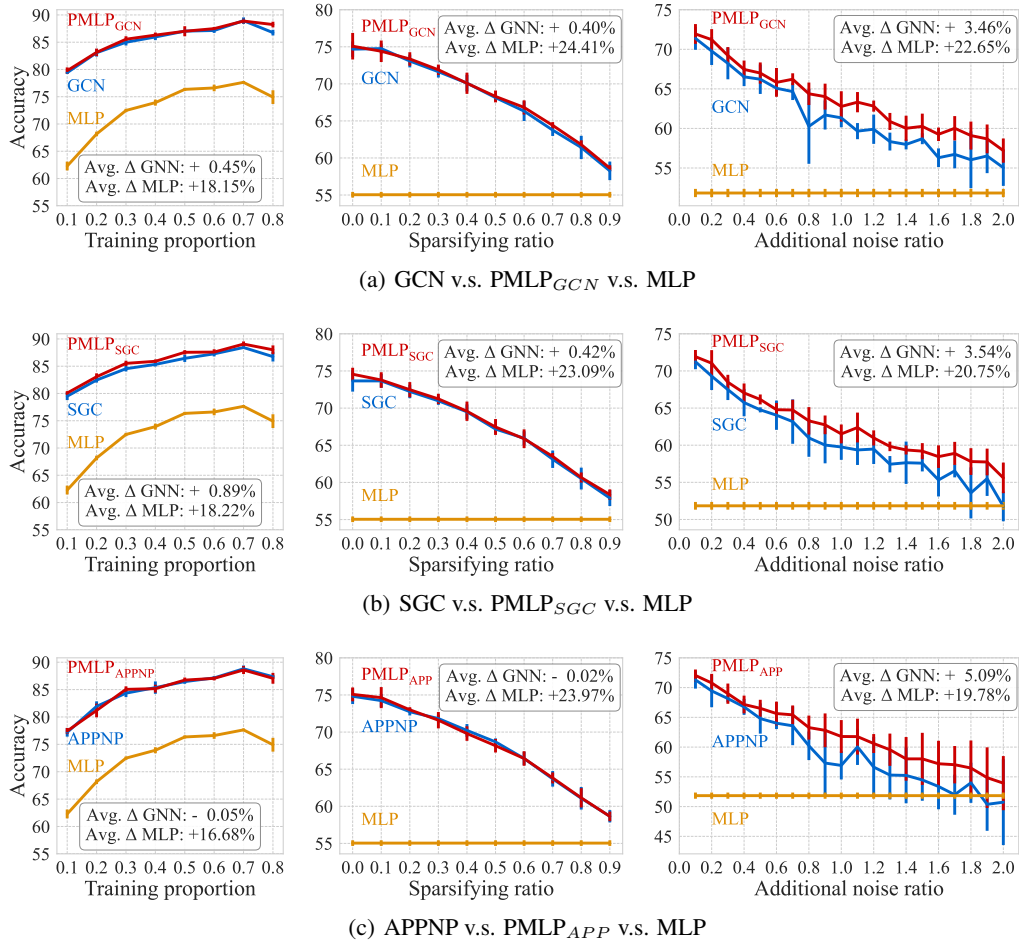 90
85
80
75
70
65
60
55
Accuracy
PMLP_GCN
GCN
MLP
Avg. Δ GNN: + 0.45%
Avg. Δ MLP: +18.15%
0.1 0.2 0.3 0.4 0.5 0.6 0.7 0.8
Training proportion
80
75
70
65
60
55
PMLP_GCN
GCN
MLP
Avg. Δ GNN: + 0.40%
Avg. Δ MLP: +24.41%
0.0 0.1 0.2 0.3 0.4 0.5 0.6 0.7 0.8 0.9
Sparsifying ratio
75
70
65
60
55
PMLP_GCN
GCN
MLP
Avg. Δ GNN: + 3.46%
Avg. Δ MLP: +22.65%
0.0 0.2 0.4 0.6 0.8 1.0 1.2 1.4 1.6 1.8 2.0
Additional noise ratio
(a) GCN v.s. PMLP_GCN v.s. MLP
90
85
80
75
70
65
60
55
Accuracy
PMLP_SGC
SGC
MLP
Avg. Δ GNN: + 0.89%
Avg. Δ MLP: +18.22%
0.1 0.2 0.3 0.4 0.5 0.6 0.7 0.8
Training proportion
80
75
70
65
60
55
PMLP_SGC
SGC
MLP
Avg. Δ GNN: + 0.42%
Avg. Δ MLP: +23.09%
0.0 0.1 0.2 0.3 0.4 0.5 0.6 0.7 0.8 0.9
Sparsifying ratio
75
70
65
60
55
50
PMLP_SGC
SGC
MLP
Avg. Δ GNN: + 3.54%
Avg. Δ MLP: +20.75%
0.0 0.2 0.4 0.6 0.8 1.0 1.2 1.4 1.6 1.8 2.0
Additional noise ratio
(b) SGC v.s. PMLP_SGC v.s. MLP
90
85
80
75
70
65
60
55
Accuracy
PMLP_APPNP
APPNP
MLP
Avg. Δ GNN: - 0.05%
Avg. Δ MLP: +16.68%
0.1 0.2 0.3 0.4 0.5 0.6 0.7 0.8
Training proportion
80
75
70
65
60
55
PMLP_APP
APPNP
MLP
Avg. Δ GNN: - 0.02%
Avg. Δ MLP: +23.97%
0.0 0.1 0.2 0.3 0.4 0.5 0.6 0.7 0.8 0.9
Sparsifying ratio
75
70
65
60
55
50
45
PMLP_APP
APPNP
MLP
Avg. Δ GNN: + 5.09%
Avg. Δ MLP: +19.78%
0.0 0.2 0.4 0.6 0.8 1.0 1.2 1.4 1.6 1.8 2.0
Additional noise ratio
(c) APPNP v.s. PMLP_APP v.s. MLP